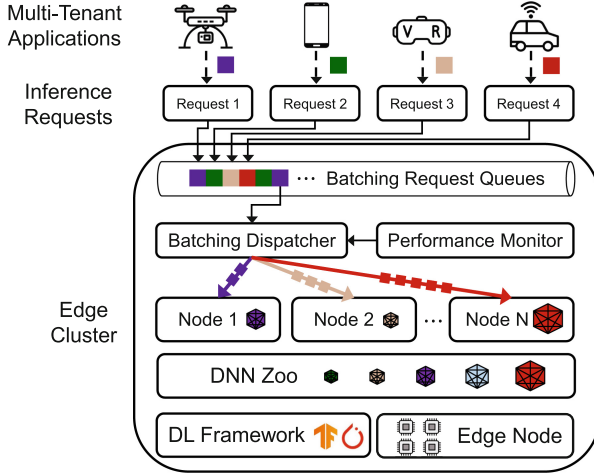 Multi-Tenant
Applications
V R
Inference
Requests
Request 1
Request 2
Request 3
Request 4
... Batching Request Queues
Batching Dispatcher
Performance Monitor
Edge
Cluster
Node 1
Node 2
...
Node N
DNN Zoo
DL Framework
Edge Node